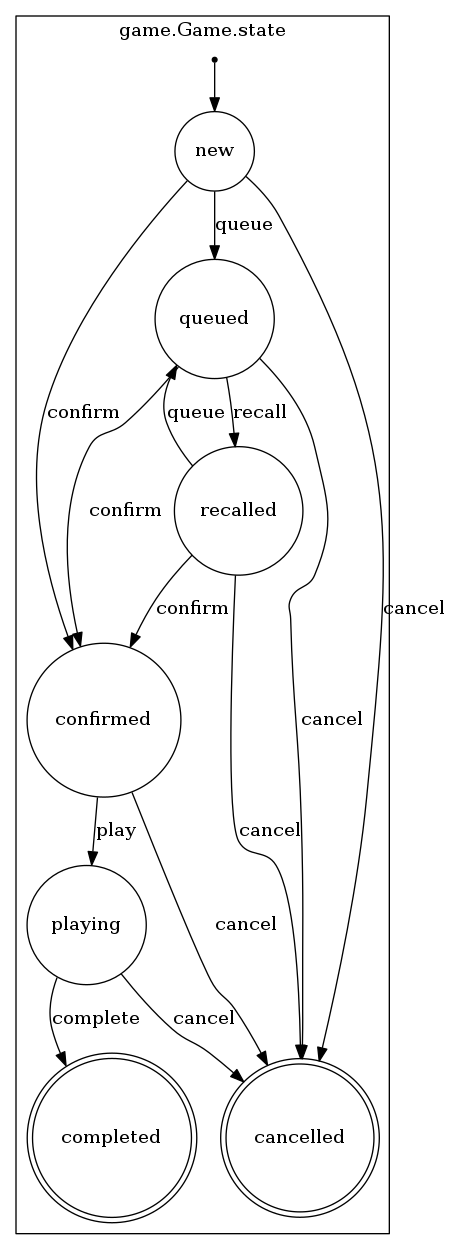 game.Game.state
new
queue
queued
confirm
queue
recall
confirm
recalled
confirm
cancel
confirmed
cancel
play
cancel
cancel
playing
complete
cancel
completed
cancelled